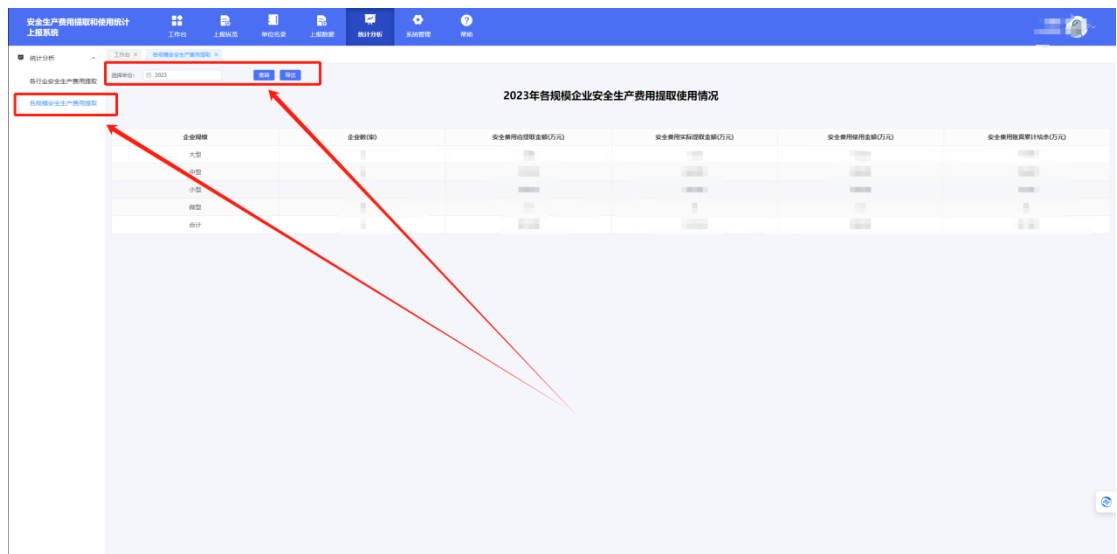 安全生产费用提取和使用统计
上报系统
工作台
上报状态
单位名录
上报数据
统计分析
系统管理
帮助
统计分析
各行业安全生产费用提取
各规模安全生产费用提取
工作台 ×
各规模安全生产费用提取 ×
选择年份:
2023
查询
导出
2023年各规模企业安全生产费用提取使用情况
企业规模 企业数(家) 安全费用应提取金额(万元) 安全费用实际提取金额(万元) 安全费用使用金额(万元) 安全费用账面累计结余(万元)
大型
中型
小型
微型
合计